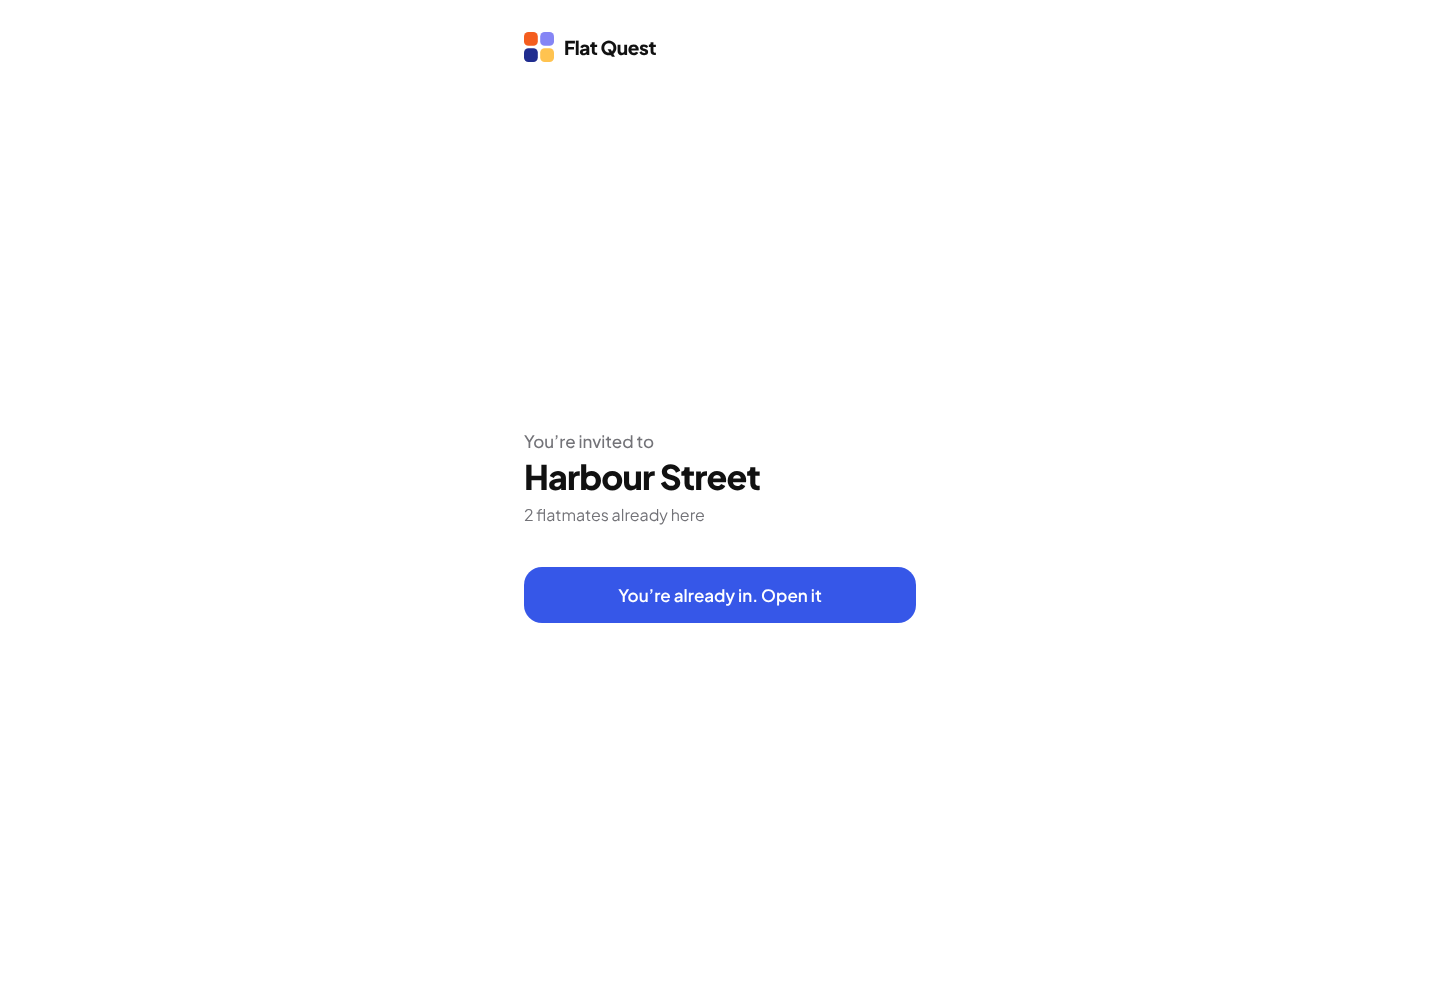 Flat Quest
You’re invited to
Harbour Street
2 flatmates already here
You’re already in. Open it